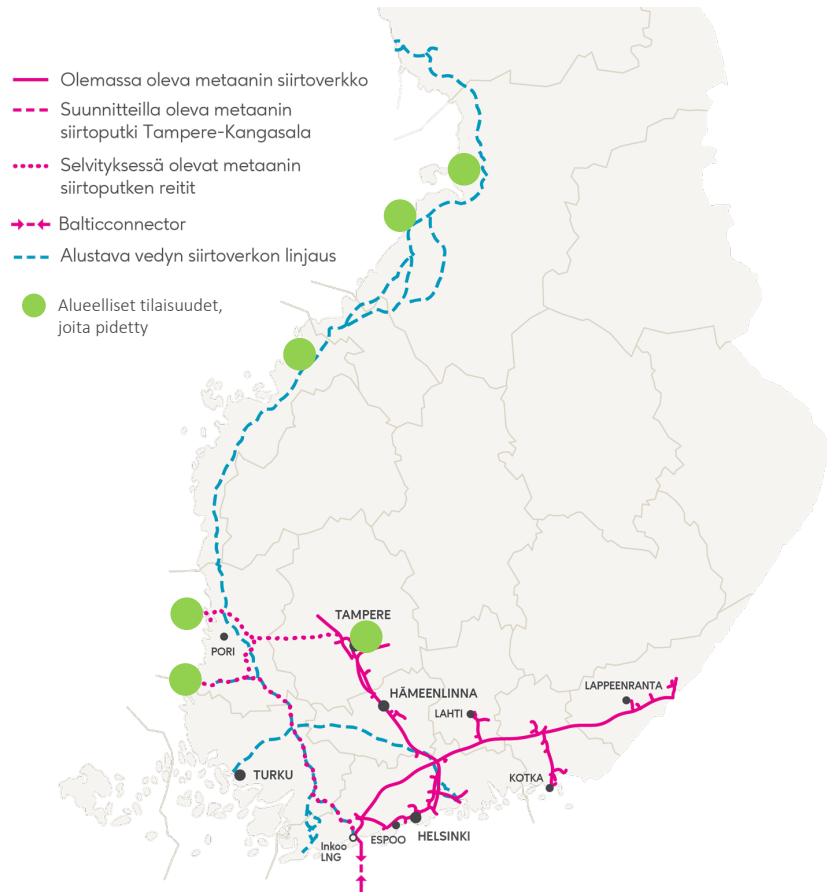 Olemassa oleva metaanin siirtoverkko
Suunnitteilla oleva metaanin
siirtoputki Tampere-Kangasala
Selvityksessä olevat metaanin
siirtoputken reitit
Balticconnector
Alustava vedyn siirtoverkon linjaus
Alueelliset tilaisuudet,
joita pidetty
TAMPERE
PORI
HÄMEENLINNA
LAHTI
LAPPEENRANTA
TURKU
KOTKA
Inkoo
LNG
ESPOO
HELSINKI